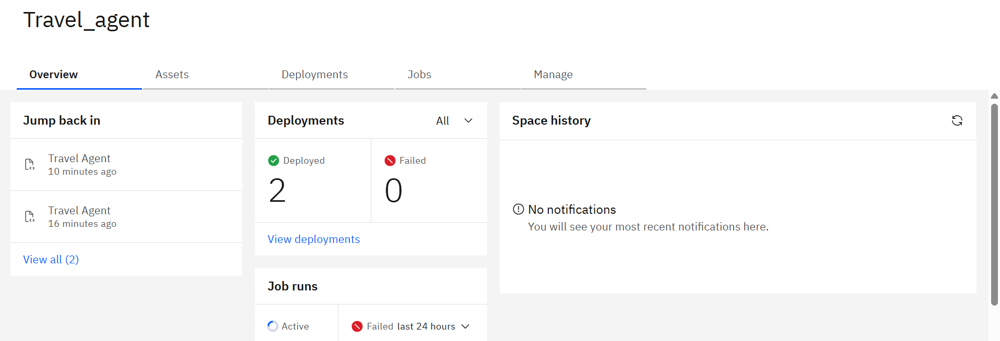 Travel_agent
Overview
Assets
Deployments
Jobs
Manage
Jump back in
Travel Agent
10 minutes ago
Travel Agent
16 minutes ago
View all (2)
Deployments
All
Deployed
2
Failed
0
View deployments
Job runs
Active
Failed last 24 hours
Space history
No notifications
You will see your most recent notifications here.